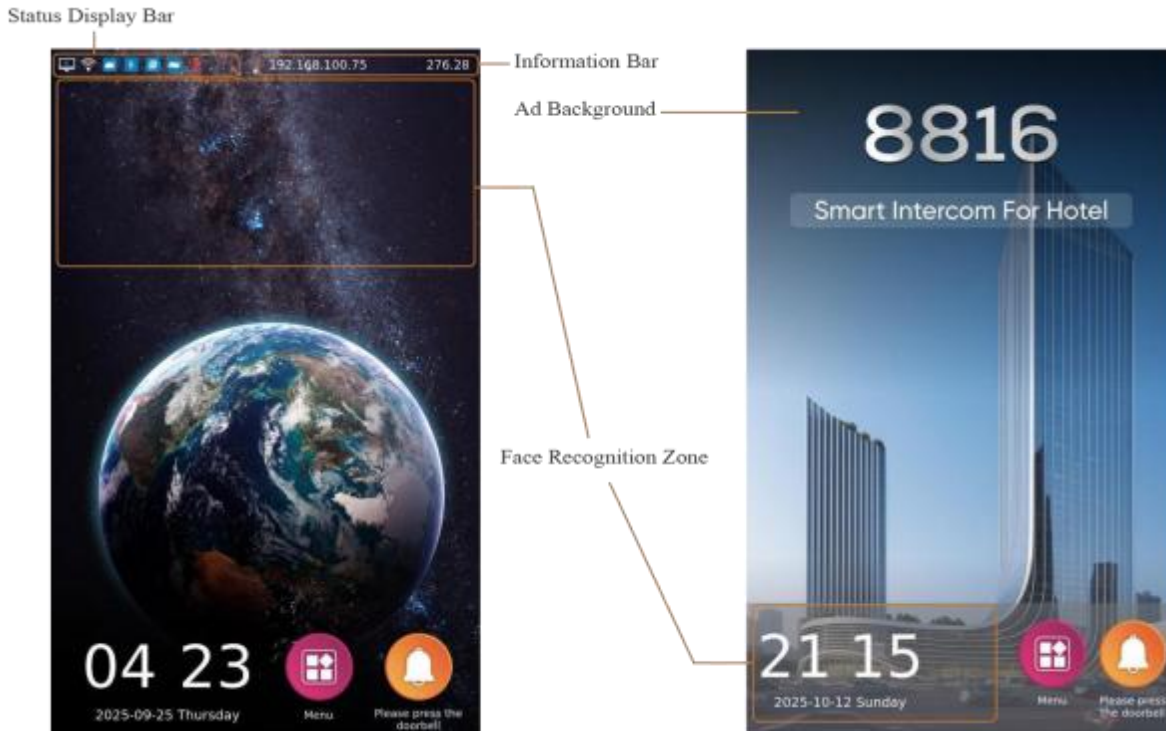 Status Display Bar
192.168.100.75 276.28
Information Bar
Ad Background
8816
Smart Intercom For Hotel
Face Recognition Zone
04 23
2025-09-25 Thursday
Menu
Please press the
doorbell
21 15
2025-10-12 Sunday
Menu
Please press
the doorbell